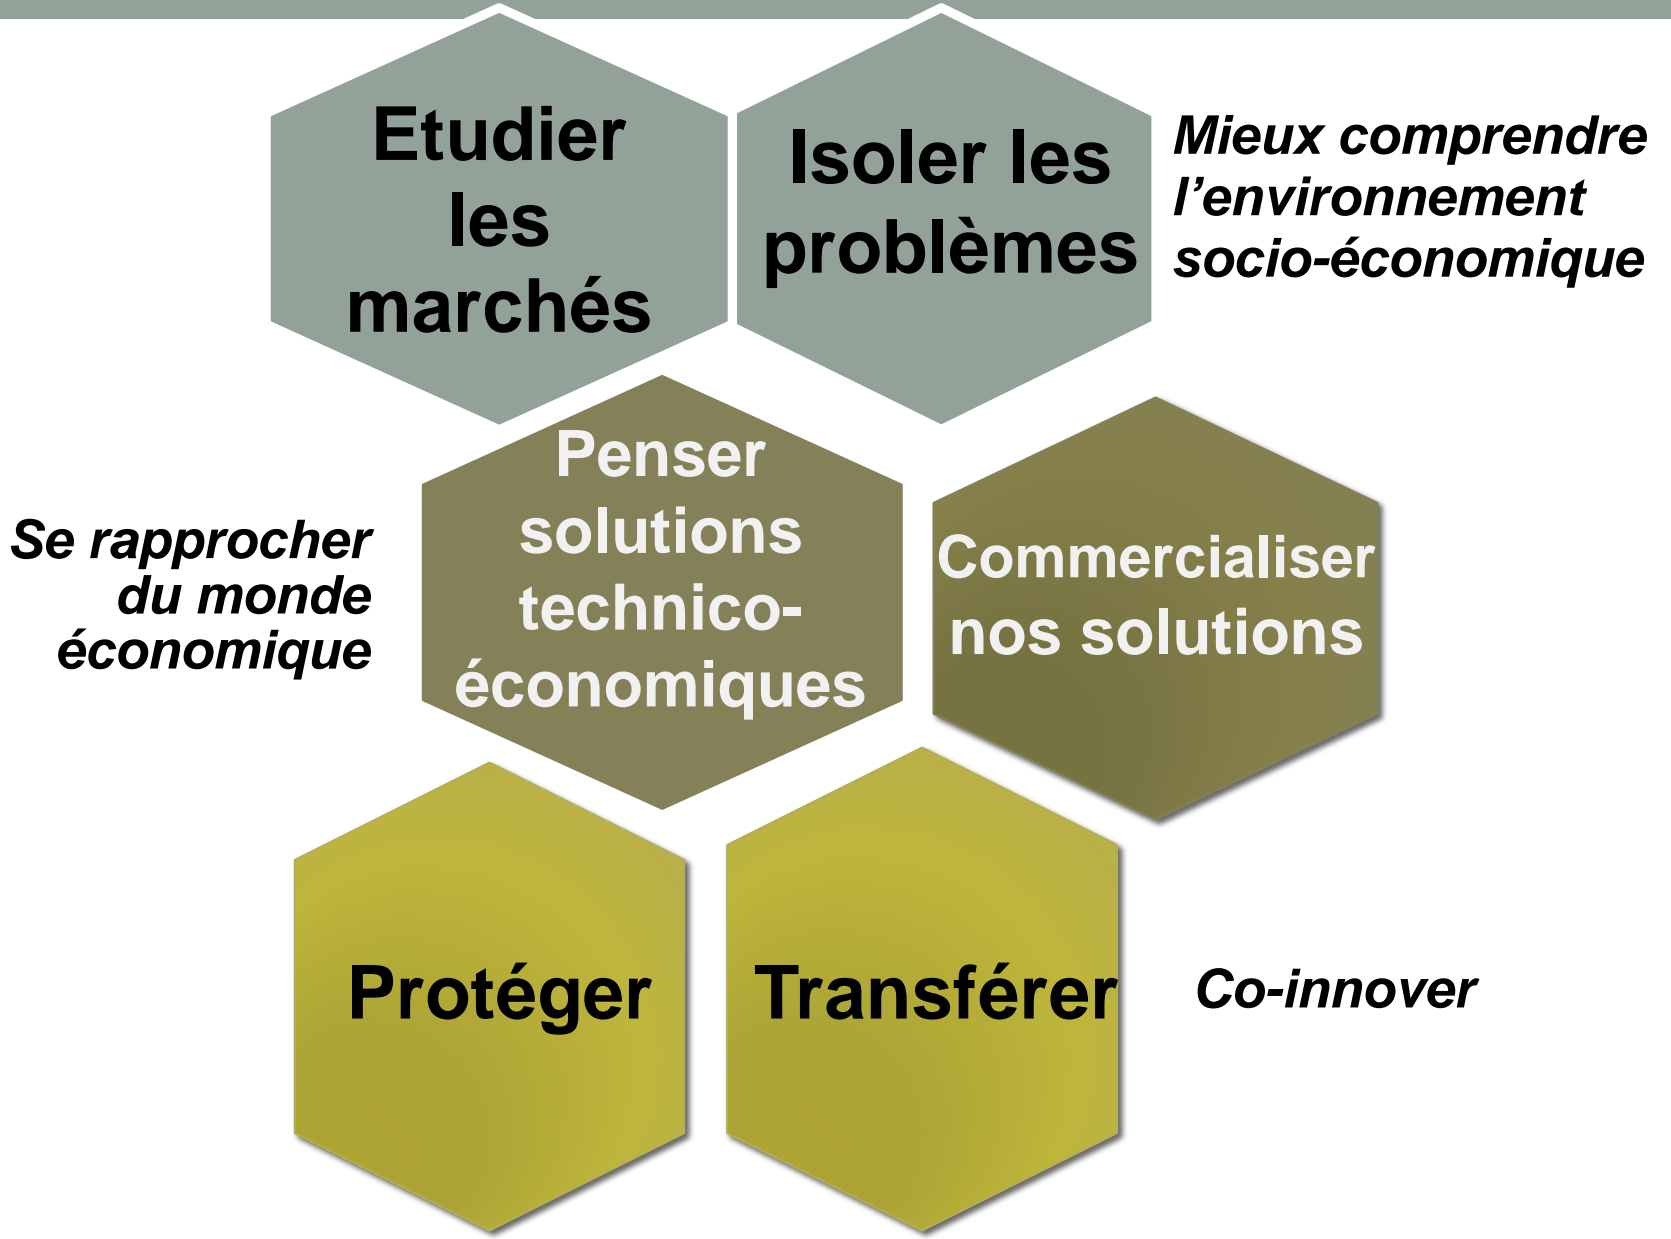 Etudier
les
marchés
Isoler les
problèmes
Mieux comprendre
l’environnement
socio-économique
Se rapprocher
du monde
économique
Penser
solutions
technico-
économiques
Commercialiser
nos solutions
Protéger
Transférer
Co-innover